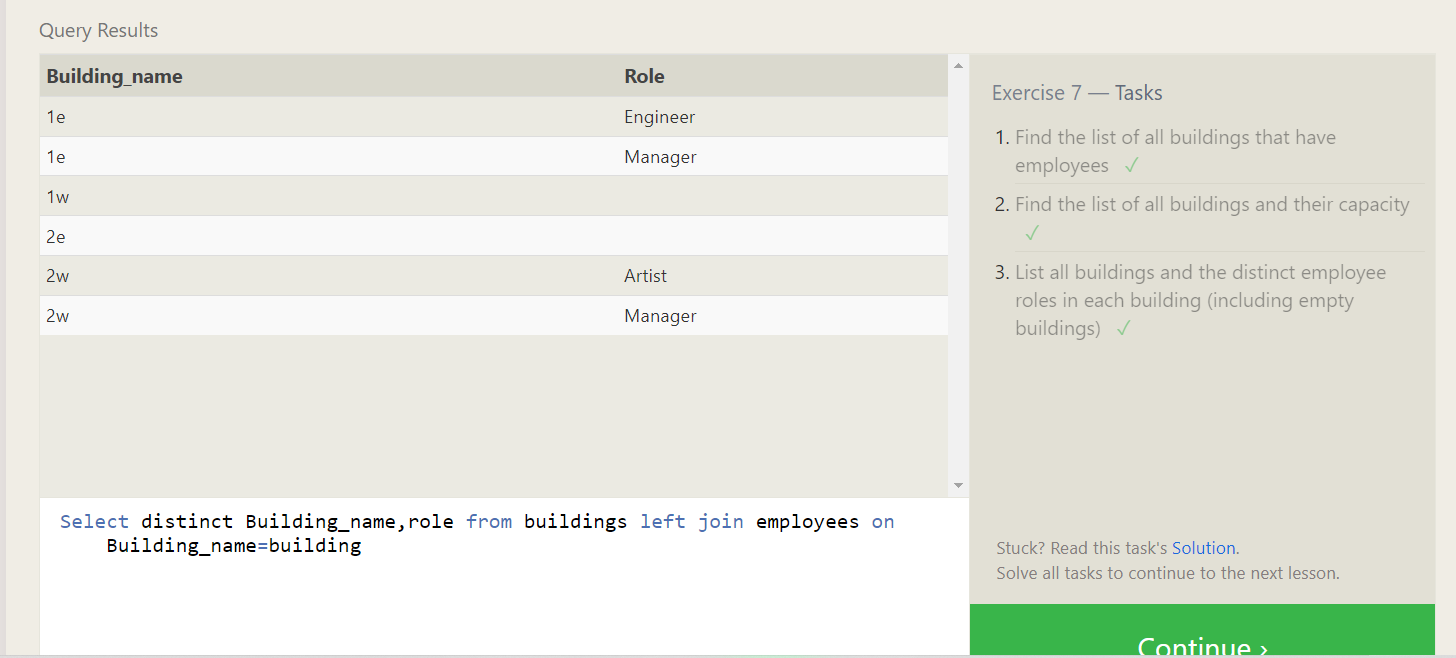 Query Results
Building_name Role
1e Engineer
1e Manager
1w
2e
2w Artist
2w Manager
Select distinct Building_name,role from buildings left join employees on
Building_name=building
Exercise 7 — Tasks
1. Find the list of all buildings that have
employees ✓
2. Find the list of all buildings and their capacity
✓
3. List all buildings and the distinct employee
roles in each building (including empty
buildings) ✓
Stuck? Read this task's Solution.
Solve all tasks to continue to the next lesson.
Continue ›